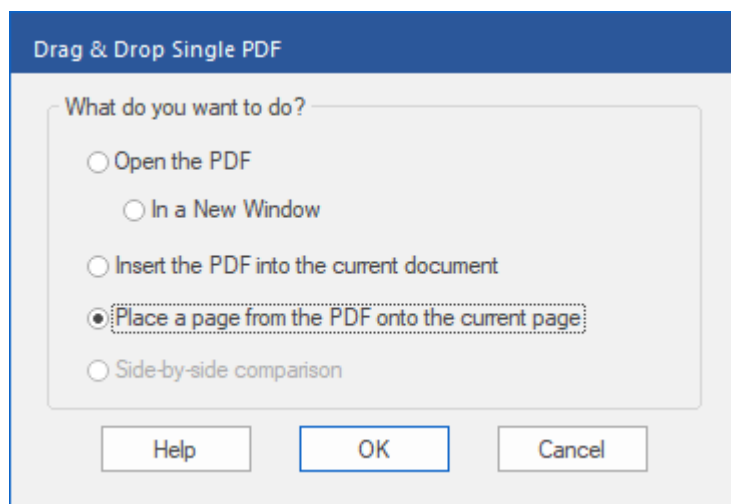 Drag & Drop Single PDF
What do you want to do?
Open the PDF
In a New Window
Insert the PDF into the current document
Place a page from the PDF onto the current page
Side-by-side comparison
Help OK Cancel